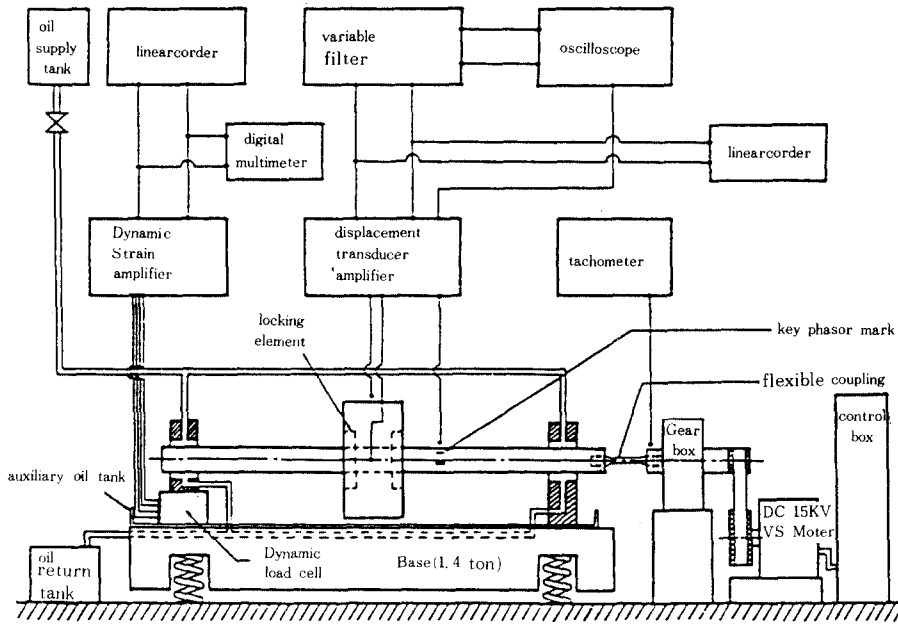 oil
supply
tank
linearcorder
variable
filter
oscilloscope
digital
multimeter
linearcorder
Dynamic
Strain
amplifier
displacement
transducer
amplifier
tachometer
locking
element
key phasor mark
flexible coupling
control
box
Gear
box
auxiliary oil tank
DC 15KV
VS Moter
Dynamic
load cell
Base(1.4 ton)
oil
return
tank